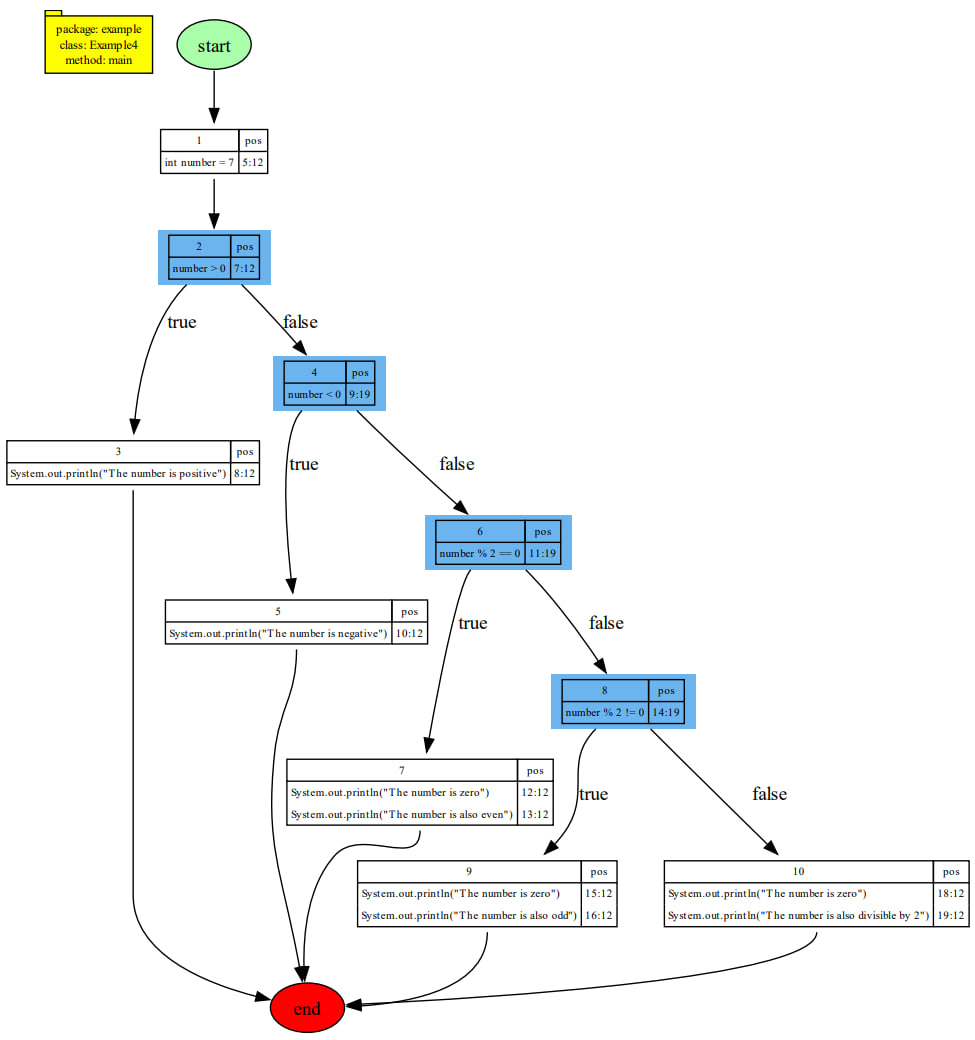 package: example
class: Example4
method: main
start
1 pos
int number = 7 5:12
2 pos
number > 0 7:12
true false
4 pos
number < 0 9:19
3 pos
System.out.println("The number is positive") 8:12
true false
6 pos
number % 2 == 0 11:19
5 pos
System.out.println("The number is negative") 10:12
true false
8 pos
number % 2 != 0 14:19
7 pos
System.out.println("The number is zero") 12:12
System.out.println("The number is also even") 13:12
true false
9 pos
System.out.println("The number is zero") 15:12
System.out.println("The number is also odd") 16:12
10 pos
System.out.println("The number is zero") 18:12
System.out.println("The number is also divisible by 2") 19:12
end